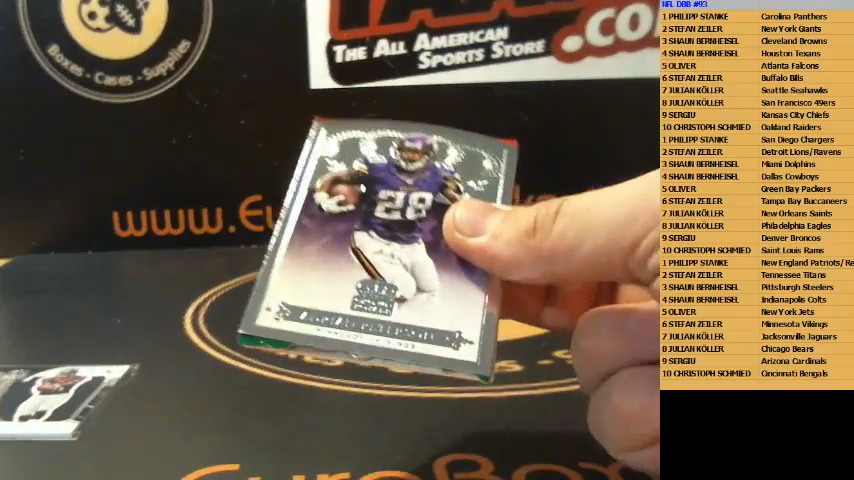 Boxes - Cases - Supplies
THE ALL AMERICAN
SPORTS STORE
.CO
www.Eu
28
EuroBox
NFL DBB #93
1 PHILIPP STANKE Carolina Panthers
2 STEFAN ZEILER New York Giants
3 SHAUN BERNHEISEL Cleveland Browns
4 SHAUN BERNHEISEL Houston Texans
5 OLIVER Atlanta Falcons
6 STEFAN ZEILER Buffalo Bills
7 JULIAN KÖLLER Seattle Seahawks
8 JULIAN KÖLLER San Francisco 49ers
9 SERGIU Kansas City Chiefs
10 CHRISTOPH SCHMIED Oakland Raiders
1 PHILIPP STANKE San Diego Chargers
2 STEFAN ZEILER Detroit Lions/Ravens
3 SHAUN BERNHEISEL Miami Dolphins
4 SHAUN BERNHEISEL Dallas Cowboys
5 OLIVER Green Bay Packers
6 STEFAN ZEILER Tampa Bay Buccaneers
7 JULIAN KÖLLER New Orleans Saints
8 JULIAN KÖLLER Philadelphia Eagles
9 SERGIU Denver Broncos
10 CHRISTOPH SCHMIED Saint Louis Rams
1 PHILIPP STANKE New England Patriots/Re
2 STEFAN ZEILER Tennessee Titans
3 SHAUN BERNHEISEL Pittsburgh Steelers
4 SHAUN BERNHEISEL Indianapolis Colts
5 OLIVER New York Jets
6 STEFAN ZEILER Minnesota Vikings
7 JULIAN KÖLLER Jacksonville Jaguars
8 JULIAN KÖLLER Chicago Bears
9 SERGIU Arizona Cardinals
10 CHRISTOPH SCHMIED Cincinnati Bengals